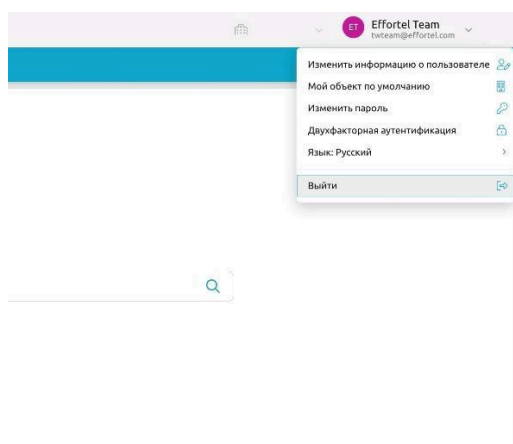 ET
Effortel Team
twteam@effortel.com
Изменить информацию о пользователе
Мой объект по умолчанию
Изменить пароль
Двухфакторная аутентификация
Язык: Русский
Выйти